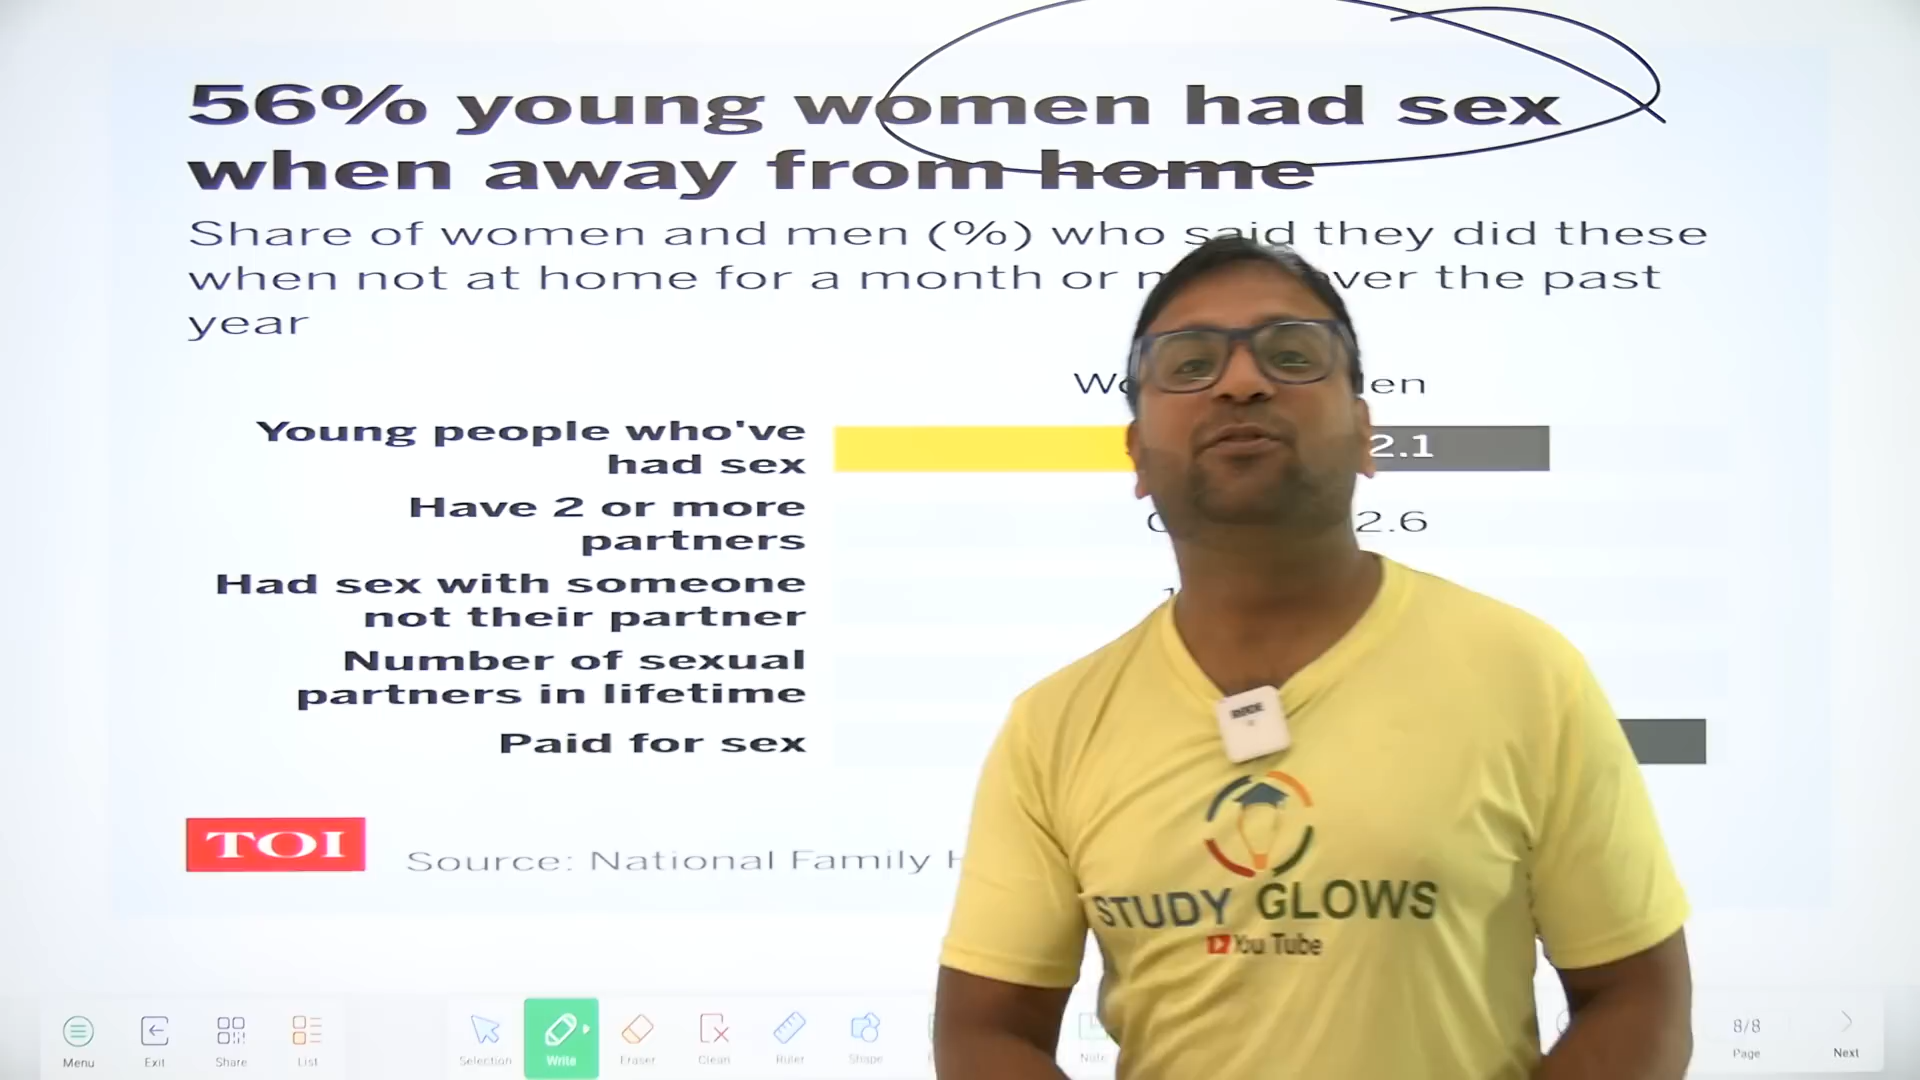 56% young women had sex
when away from home
Share of women and men (%) who said they did these
when not at home for a month or over the past
year
Young people who've
had sex
2.1
Have 2 or more
partners
2.6
Had sex with someone
not their partner
Number of sexual
partners in lifetime
Paid for sex
TOI
Source: National Family
STUDY GLOWS
You Tube
Menu
Exit
Share
List
Selection
Write
Eraser
Clean
Ruler
Shape
Note
8/8
Page
Next